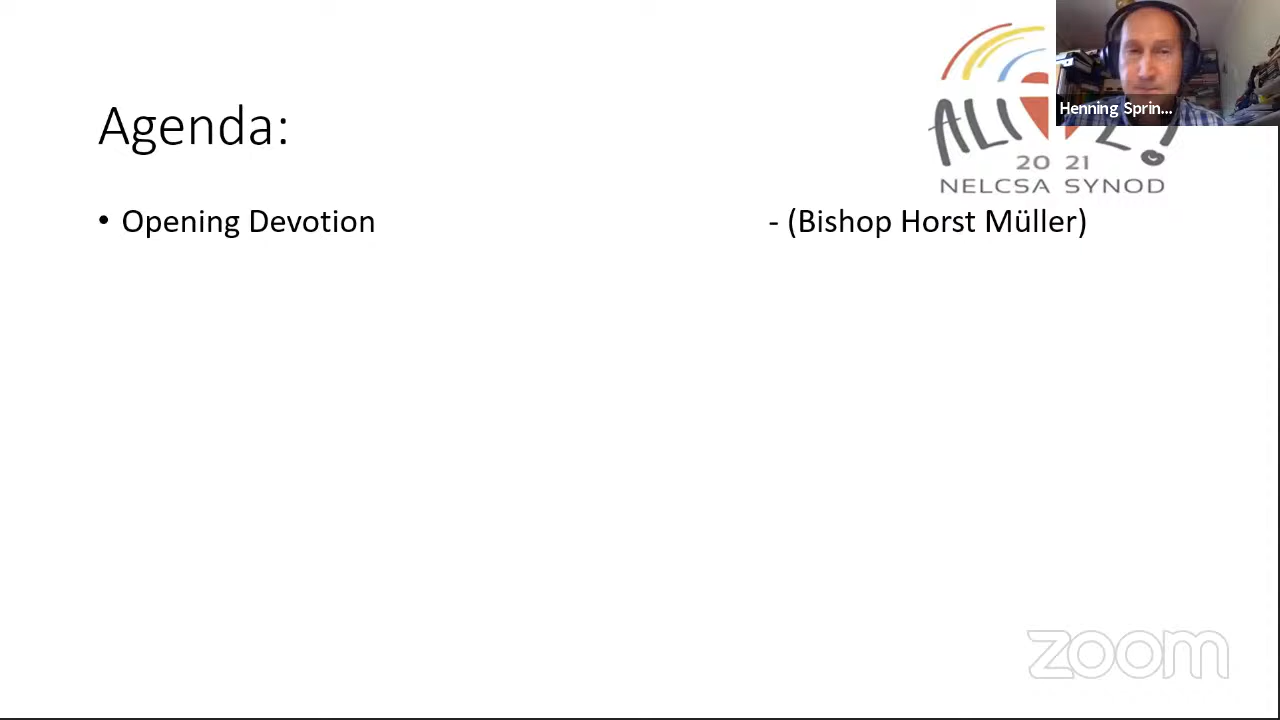 Henning Sprin...
Agenda:
20 21
NELCSA SYNOD
• Opening Devotion - (Bishop Horst Müller)
zoom